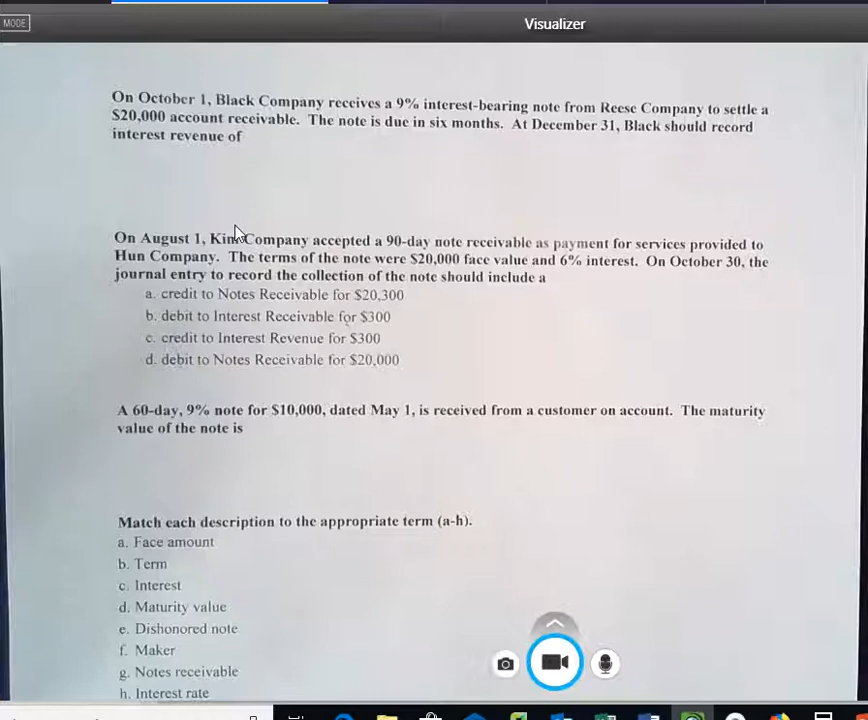 MODE
Visualizer
On October 1, Black Company receives a 9% interest-bearing note from Reese Company to settle a
$20,000 account receivable. The note is due in six months. At December 31, Black should record
interest revenue of
On August 1, Kim Company accepted a 90-day note receivable as payment for services provided to
Hun Company. The terms of the note were $20,000 face value and 6% interest. On October 30, the
journal entry to record the collection of the note should include a
a. credit to Notes Receivable for $20,300
b. debit to Interest Receivable for $300
c. credit to Interest Revenue for $300
d. debit to Notes Receivable for $20,000
A 60-day, 9% note for $10,000, dated May 1, is received from a customer on account. The maturity
value of the note is
Match each description to the appropriate term (a-h).
a. Face amount
b. Term
c. Interest
d. Maturity value
e. Dishonored note
f. Maker
g. Notes receivable
h. Interest rate